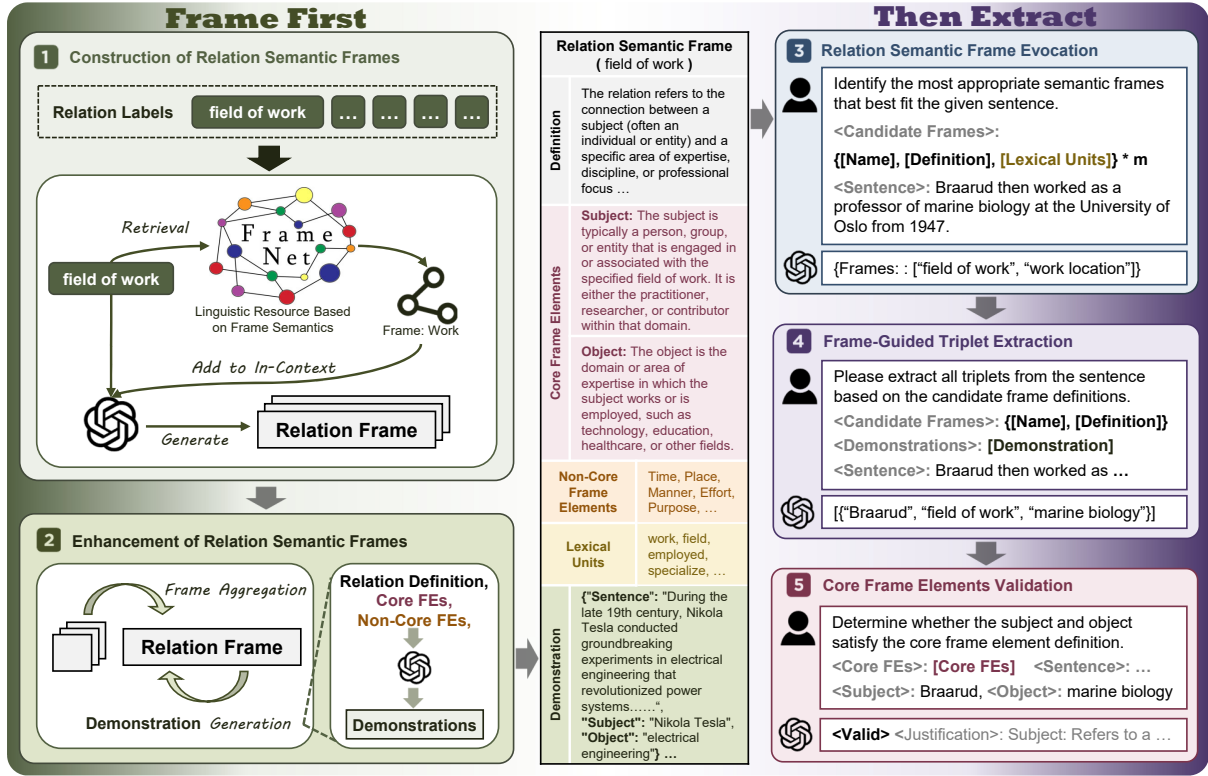 Frame First
1 Construction of Relation Semantic Frames
Relation Labels field of work ... ... ... ...
Retrieval
Frame
Net
field of work
Linguistic Resource Based
on Frame Semantics
Frame: Work
Add to In-Context
Generate
Relation Frame
2 Enhancement of Relation Semantic Frames
Frame Aggregation
Relation Frame
Demonstration Generation
Relation Definition,
Core FEs,
Non-Core FEs,
Demonstrations
Relation Semantic Frame
( field of work )
Definition
The relation refers to the
connection between a
subject (often an
individual or entity) and a
specific area of expertise,
discipline, or professional
focus ...
Core Frame Elements
Subject: The subject is
typically a person, group,
or entity that is engaged in
or associated with the
specified field of work. It is
either the practitioner,
researcher, or contributor
within that domain.
Object: The object is the
domain or area of
expertise in which the
subject works or is
employed, such as
technology, education,
healthcare, or other fields.
Non-Core
Frame
Elements
Time, Place,
Manner, Effort,
Purpose, ...
Lexical
Units
work, field,
employed,
specialize, ...
Demonstration
{"Sentence": "During the
late 19th century, Nikola
Tesla conducted
groundbreaking
experiments in electrical
engineering that
revolutionized power
systems……“,
"Subject": "Nikola Tesla",
"Object": "electrical
engineering"} ...
Then Extract
3 Relation Semantic Frame Evocation
Identify the most appropriate semantic frames
that best fit the given sentence.
<Candidate Frames>:
{[Name], [Definition], [Lexical Units]} * m
<Sentence>: Braarud then worked as a
professor of marine biology at the University of
Oslo from 1947.
{Frames: : [“field of work”, “work location”]}
4 Frame-Guided Triplet Extraction
Please extract all triplets from the sentence
based on the candidate frame definitions.
<Candidate Frames>: {[Name], [Definition]}
<Demonstrations>: [Demonstration]
<Sentence>: Braarud then worked as ...
[{“Braarud”, “field of work”, “marine biology”}]
5 Core Frame Elements Validation
Determine whether the subject and object
satisfy the core frame element definition.
<Core FEs>: [Core FEs] <Sentence>: ...
<Subject>: Braarud, <Object>: marine biology
<Valid> <Justification>: Subject: Refers to a ...